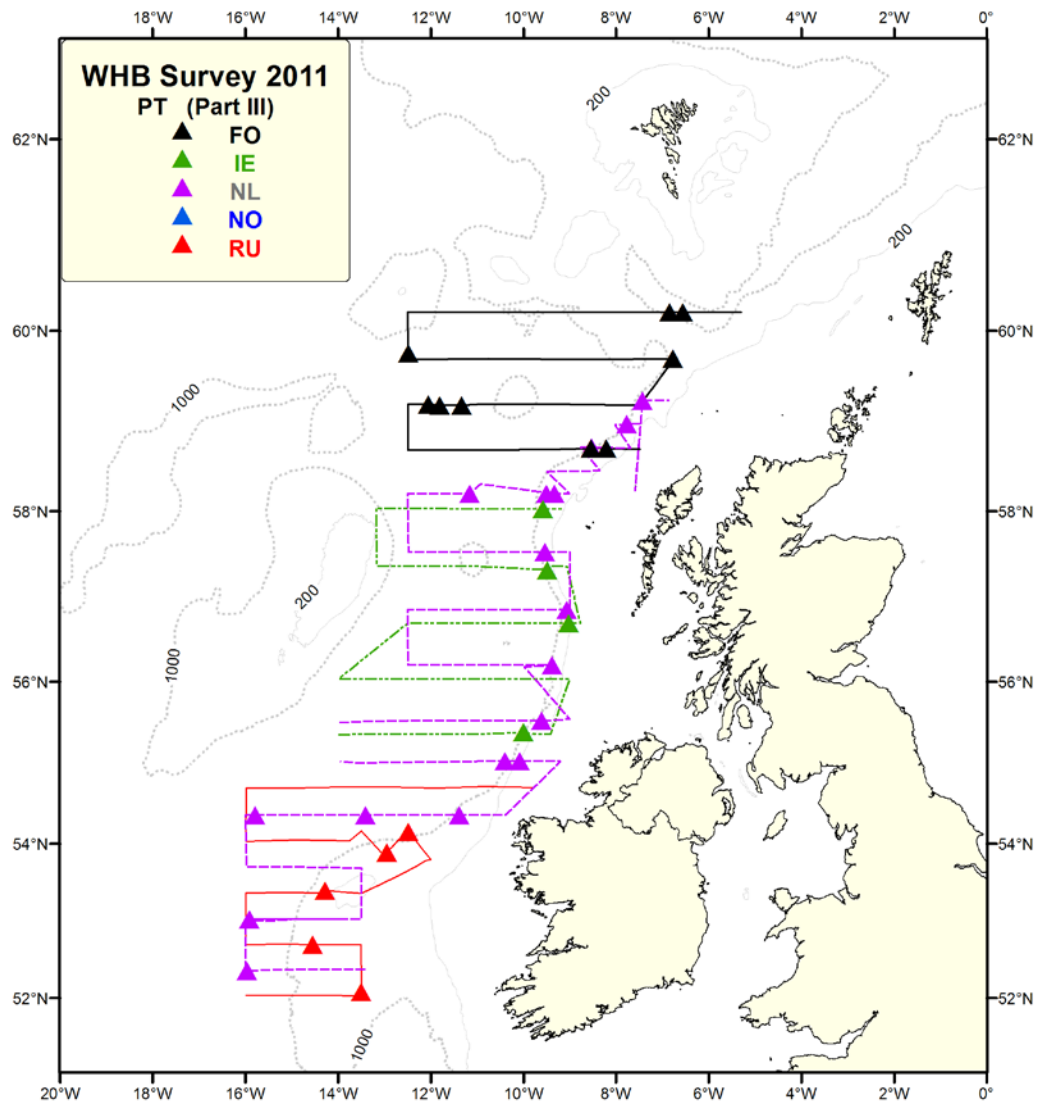 18°W 16°W 14°W 12°W 10°W 8°W 6°W 4°W 2°W 0°
WHB Survey 2011
PT (Part III)
FO
IE
NL
NO
RU
200
62°N 62°N
200
60°N 60°N
1000
58°N 58°N
200
1000
56°N 56°N
54°N 54°N
52°N 52°N
1000
20°W 18°W 16°W 14°W 12°W 10°W 8°W 6°W 4°W 2°W 0°